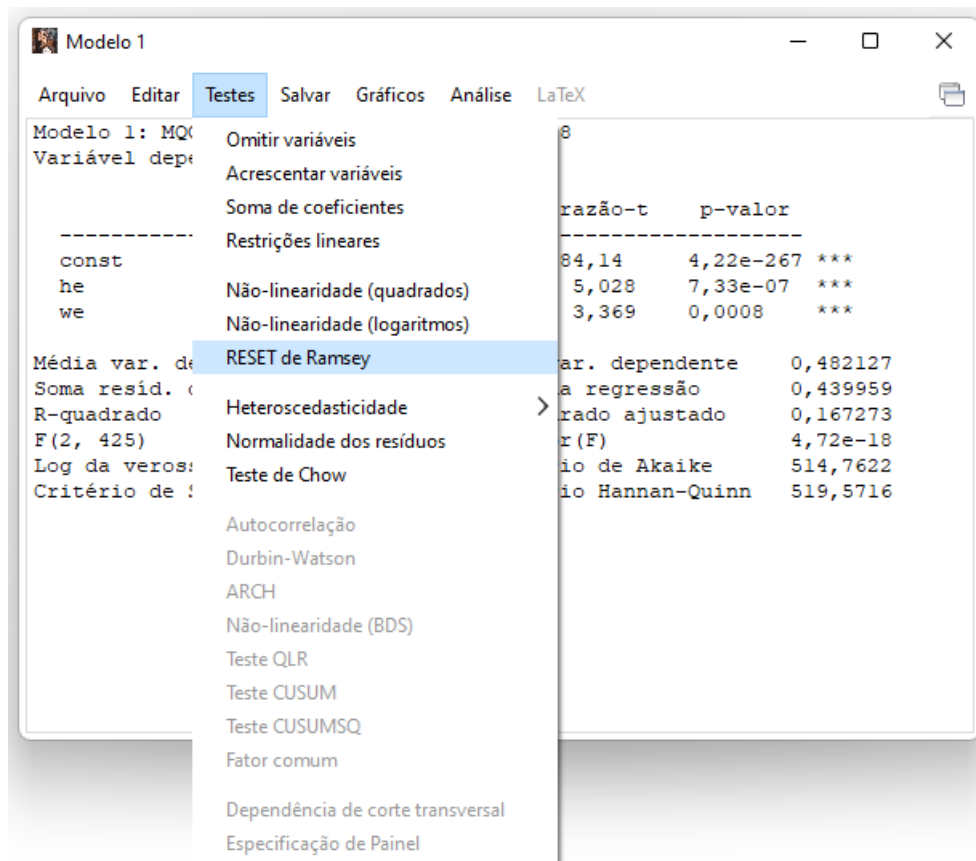 Modelo 1
Arquivo Editar Testes Salvar Gráficos Análise LaTeX
Modelo 1: MQ 8
Variável depe
razão-t p-valor
const 84,14 4,22e-267 ***
he 5,028 7,33e-07 ***
we 3,369 0,0008 ***
Média var. de var. dependente 0,482127
Soma resíd. a regressão 0,439959
R-quadrado rado ajustado 0,167273
F(2, 425) r(F) 4,72e-18
Log da veross io de Akaike 514,7622
Critério de io Hannan-Quinn 519,5716
Omitir variáveis
Acrescentar variáveis
Soma de coeficientes
Restrições lineares
Não-linearidade (quadrados)
Não-linearidade (logaritmos)
RESET de Ramsey
Heteroscedasticidade
Normalidade dos resíduos
Teste de Chow
Autocorrelação
Durbin-Watson
ARCH
Não-linearidade (BDS)
Teste QLR
Teste CUSUM
Teste CUSUMSQ
Fator comum
Dependência de corte transversal
Especificação de Painel